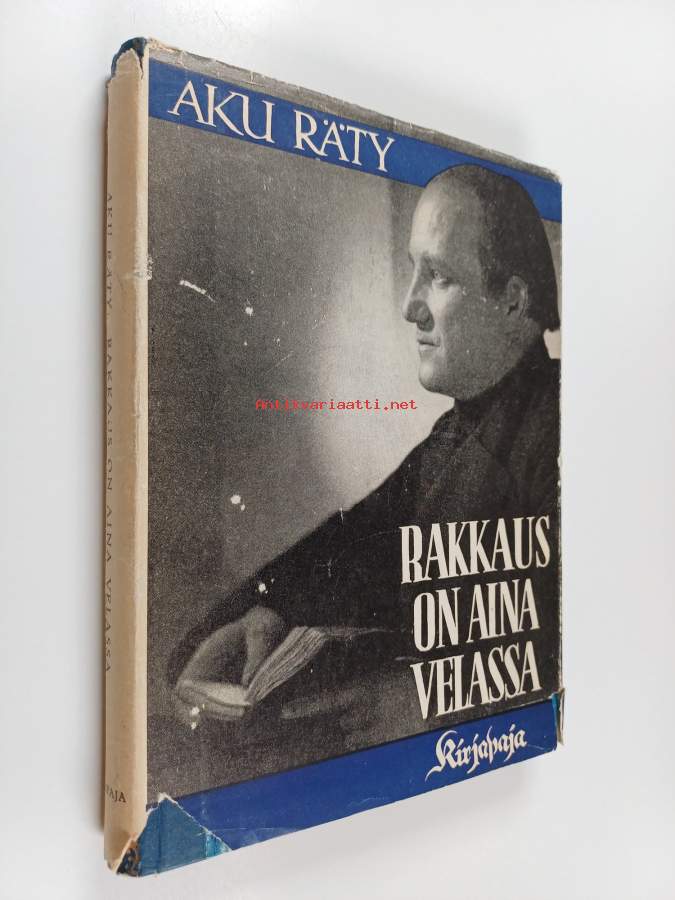 AKU RÄTY
Antikvariaatti.net
RAKKAUS
ON AINA
VELASSA
Kirjapaja
AKU RÄTY RAKKAUS ON AINA VELASSA